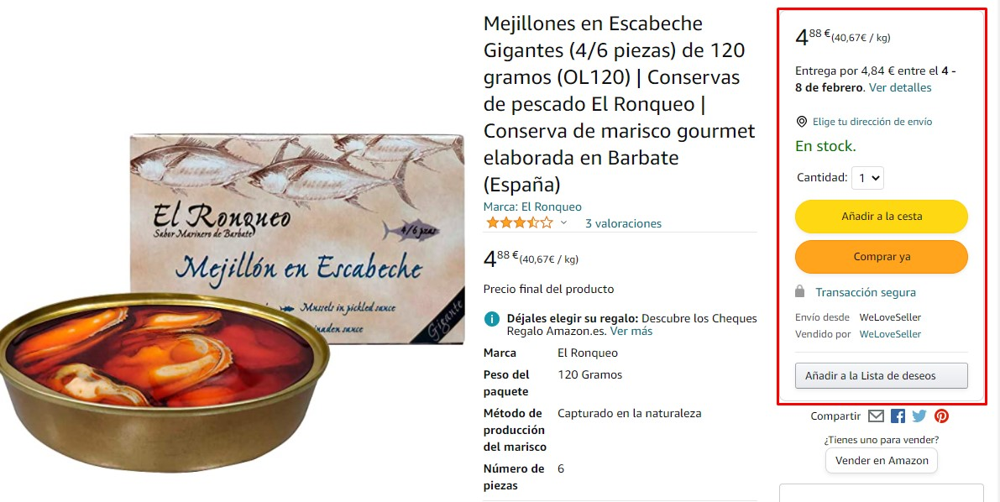 El Ronqueo
Sabor Marinero de Barbate
4/6 pzas
Mejillón en Escabeche
Mussels in pickled sauce
sauce
Gigante
Mejillones en Escabeche
Gigantes (4/6 piezas) de 120
gramos (OL120) | Conservas
de pescado El Ronqueo |
Conserva de marisco gourmet
elaborada en Barbate
(España)
Marca: El Ronqueo
3 valoraciones
4 88 € (40,67€ / kg)
Precio final del producto
Déjales elegir su regalo: Descubre los Cheques
Regalo Amazon.es. Ver más
Marca El Ronqueo
Peso del 120 Gramos
paquete
Método de Capturado en la naturaleza
producción
del marisco
Número de 6
piezas
4 88 € (40,67€ / kg)
Entrega por 4,84 € entre el 4 -
8 de febrero. Ver detalles
Elige tu dirección de envío
En stock.
Cantidad: 1
Añadir a la cesta
Comprar ya
Transacción segura
Envío desde WeLoveSeller
Vendido por WeLoveSeller
Añadir a la Lista de deseos
Compartir
¿Tienes uno para vender?
Vender en Amazon